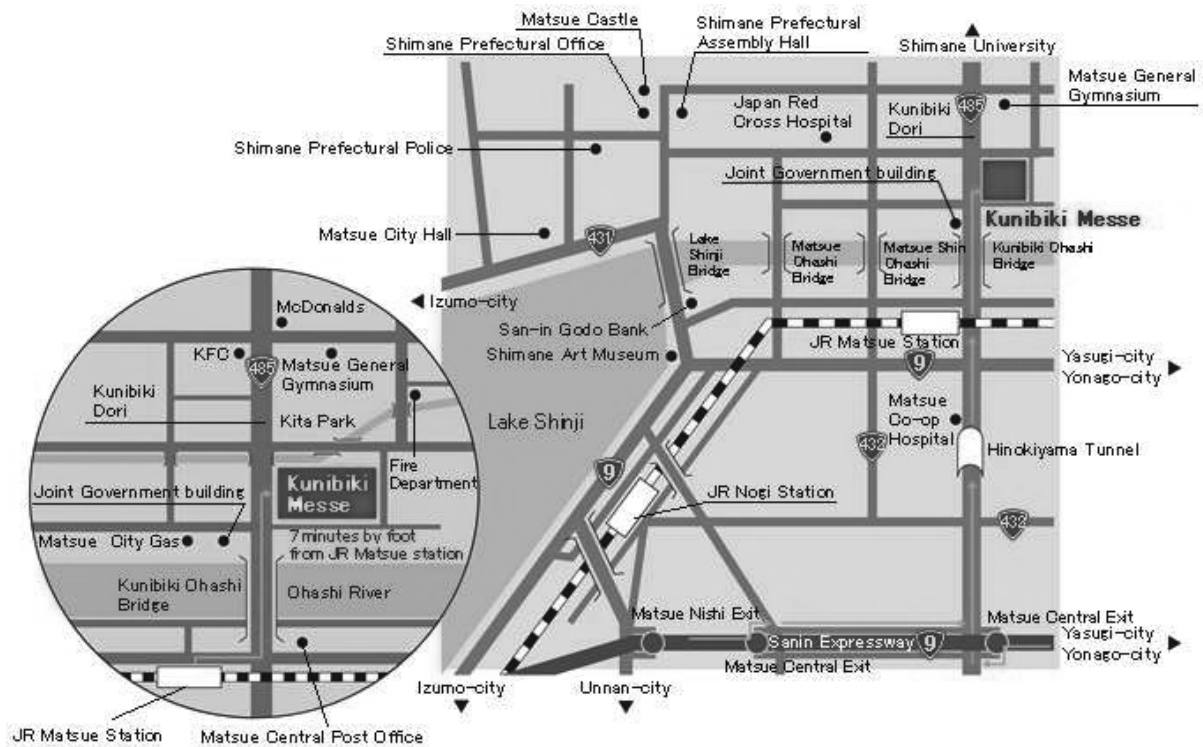 Matsue Castle
Shimane Prefectural Office
Shimane Prefectural
Assembly Hall
Shimane University
Matsue General
Gymnasium
Japan Red
Cross Hospital
Kunibiki
Dori
485
Shimane Prefectural Police
Joint Government building
Kunibiki Messe
Matsue City Hall
431
Lake
Shinji
Bridge
Matsue
Ohashi
Bridge
Matsue Shin
Ohashi
Bridge
Kunibiki Ohashi
Bridge
Izumo-city
San-in Godo Bank
Shimane Art Museum
JR Matsue Station
9
Yasugi-city
Yonago-city
Lake Shinji
Matsue
Co-op
Hospital
432
Hinokiyama Tunnel
9
JR Nogi Station
432
Matsue Nishi Exit
Matsue Central Exit
Sanin Expressway
9
Yasugi-city
Yonago-city
Matsue Central Exit
Izumo-city
Unnan-city
McDonalds
KFC
485
Matsue General
Gymnasium
Kunibiki
Dori
Kita Park
Fire
Department
Kunibiki
Messe
Joint Government building
7 minutes by foot
from JR Matsue station
Matsue City Gas
Kunibiki Ohashi
Bridge
Ohashi River
JR Matsue Station
Matsue Central Post Office